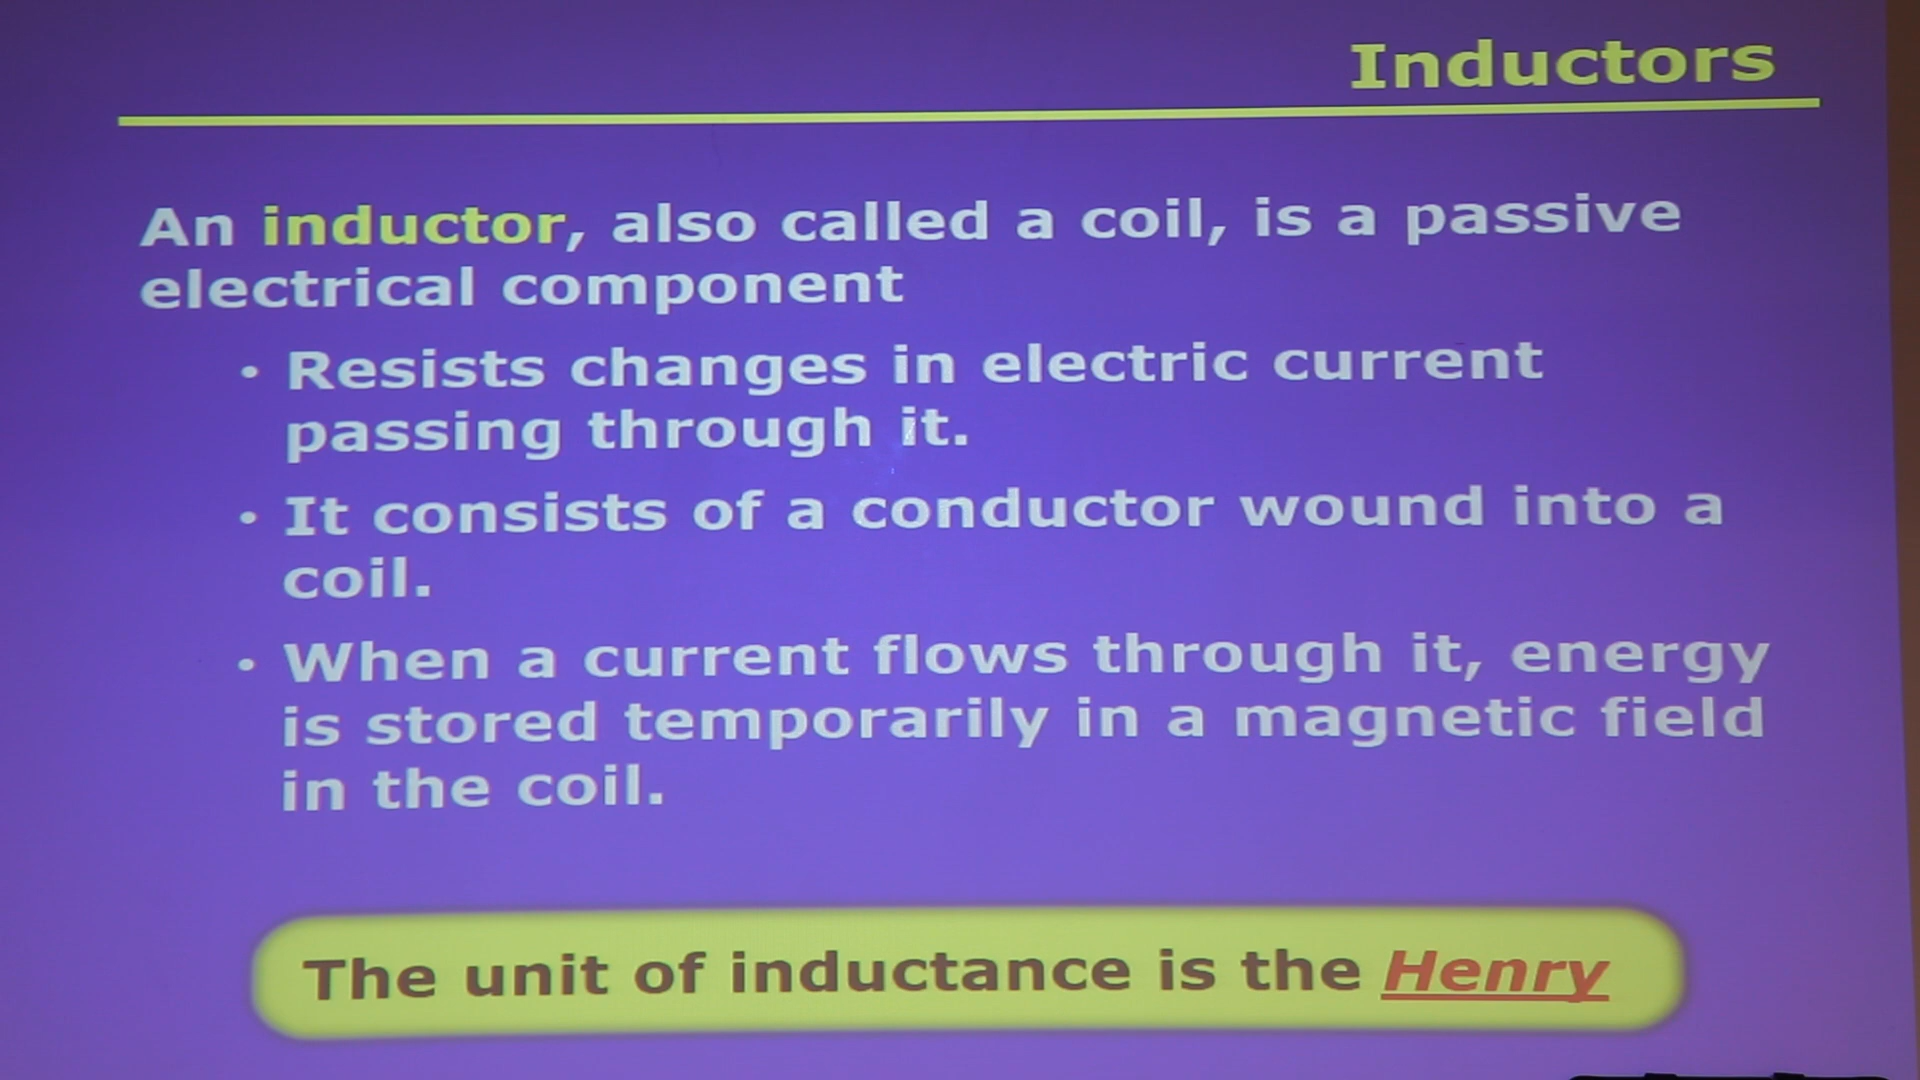 Inductors
An inductor, also called a coil, is a passive
electrical component
• Resists changes in electric current
passing through it.
• It consists of a conductor wound into a
coil.
• When a current flows through it, energy
is stored temporarily in a magnetic field
in the coil.
The unit of inductance is the Henry